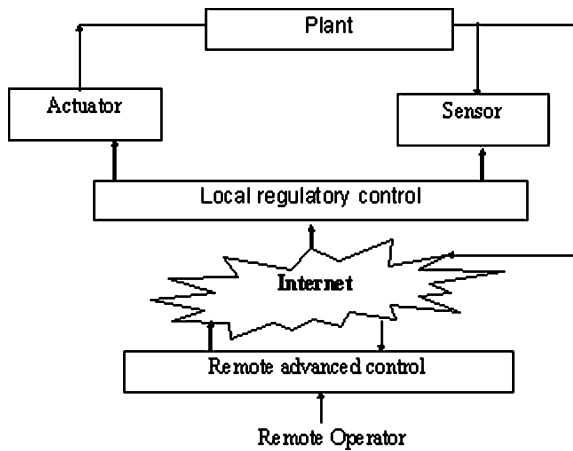 Plant
Actuator
Sensor
Local regulatory control
Internet
Remote advanced control
Remote Operator